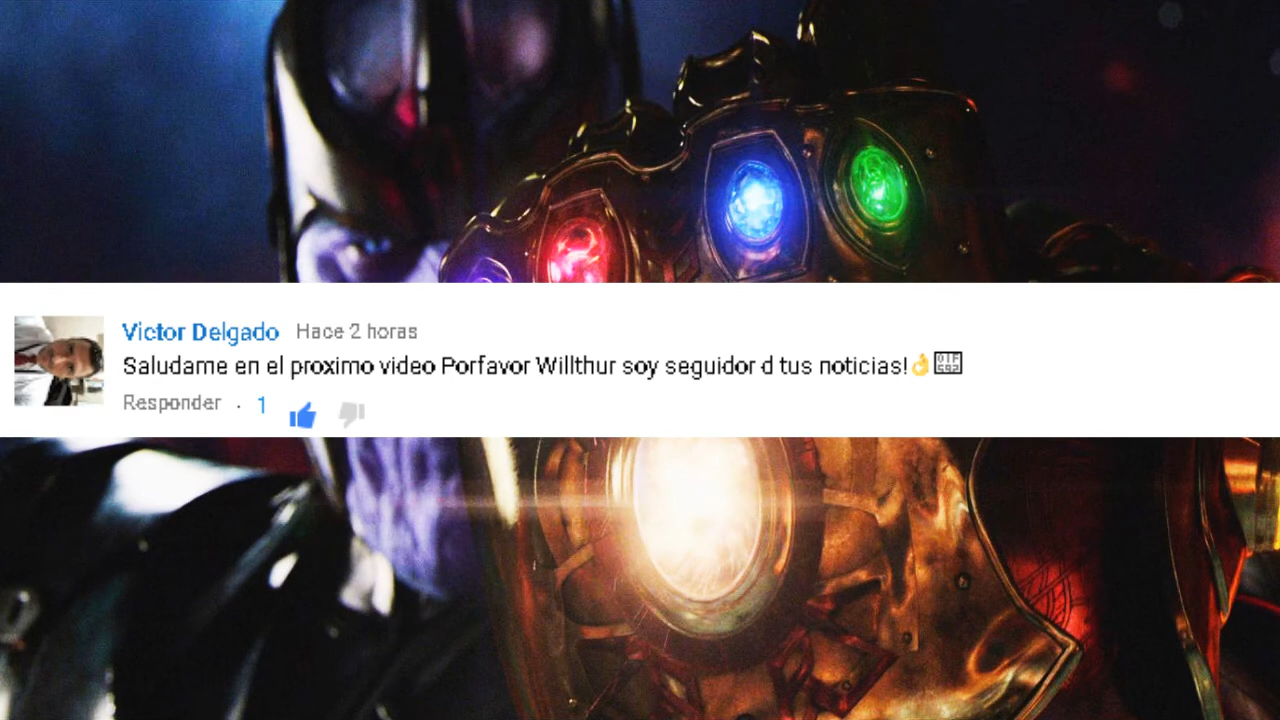 Victor Delgado Hace 2 horas
Saludame en el proximo video Porfavor Willthur soy seguidor d tus noticias!👌
Responder . 1